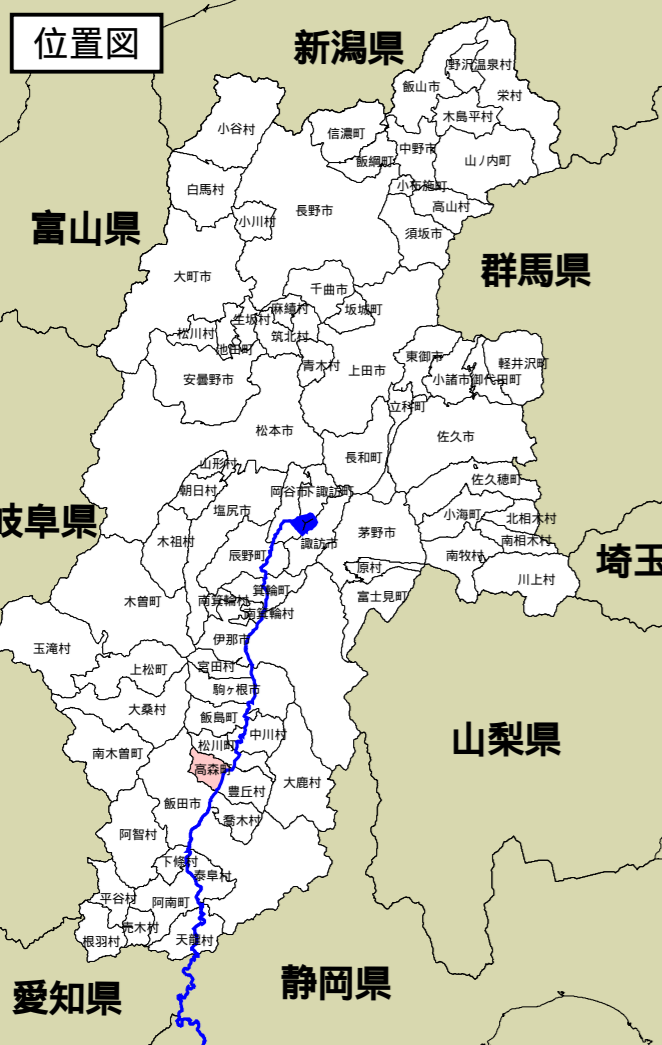 位置図
新潟県
野沢温泉村
飯山市
栄村
木島平村
小谷村
信濃町
中野市
飯綱町
山ノ内町
白馬村
小布施町
高山村
長野市
小川村
富山県
須坂市
群馬県
大町市
千曲市
麻績村
坂城町
生坂村
松川村
筑北村
池田町
青木村
上田市
東御市
軽井沢町
安曇野市
小諸市
御代田町
立科町
松本市
佐久市
長和町
山形村
佐久穂町
朝日村
岡谷市
下諏訪町
塩尻市
小海町
北相木村
岐阜県
茅野市
木祖村
諏訪市
南相木村
辰野町
南牧村
埼玉
原村
川上村
箕輪町
富士見町
木曽町
南箕輪村
南箕輪村
伊那市
玉滝村
宮田村
上松町
駒ヶ根市
大桑村
飯島町
中川村
山梨県
松川町
南木曽町
高森町
大鹿村
豊丘村
飯田市
喬木村
阿智村
下條村
泰阜村
平谷村
阿南町
売木村
根羽村
天龍村
静岡県
愛知県